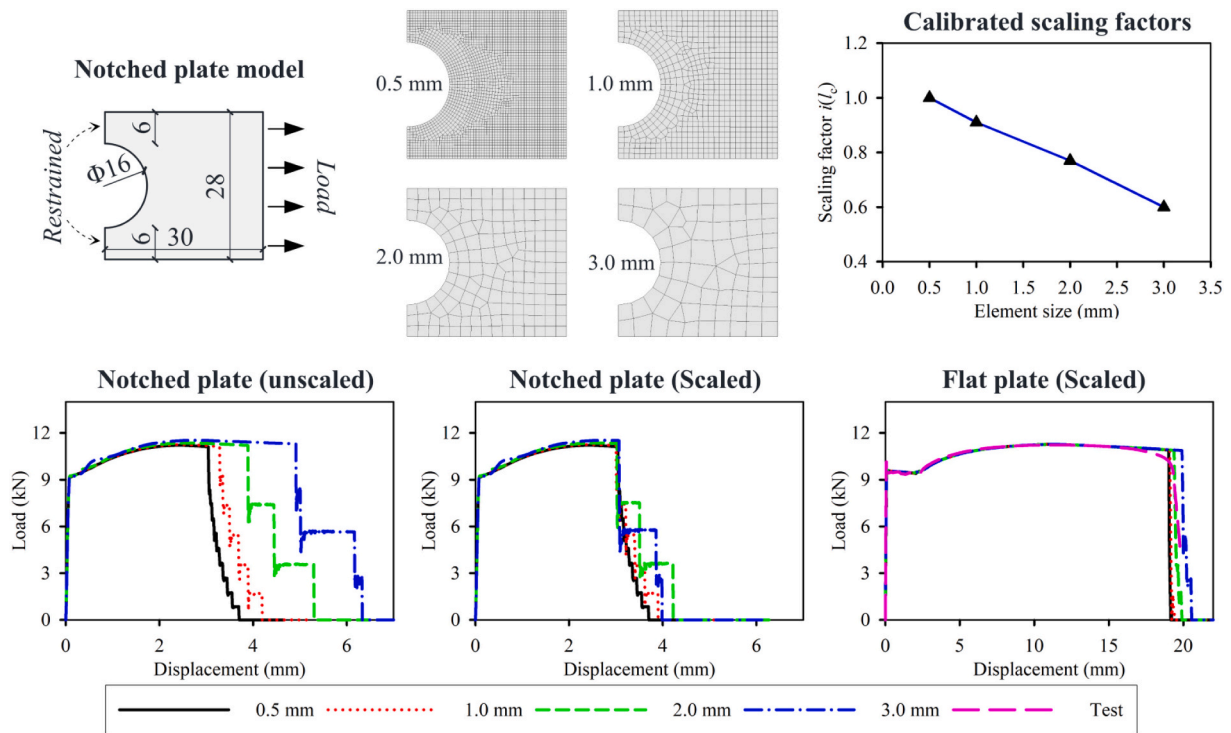 Notched plate model
Restrained
6
Φ16
6
30
28
Load
0.5 mm
1.0 mm
2.0 mm
3.0 mm
Calibrated scaling factors
Scaling factor i(lc)
1.2
1.0
0.8
0.6
0.4
0.0 0.5 1.0 1.5 2.0 2.5 3.0 3.5
Element size (mm)
Notched plate (unscaled)
Load (kN)
12
9
6
3
0
0 2 4 6
Displacement (mm)
Notched plate (Scaled)
Load (kN)
12
9
6
3
0
0 2 4 6
Displacement (mm)
Flat plate (Scaled)
Load (kN)
12
9
6
3
0
0 5 10 15 20
Displacement (mm)
0.5 mm 1.0 mm 2.0 mm 3.0 mm Test